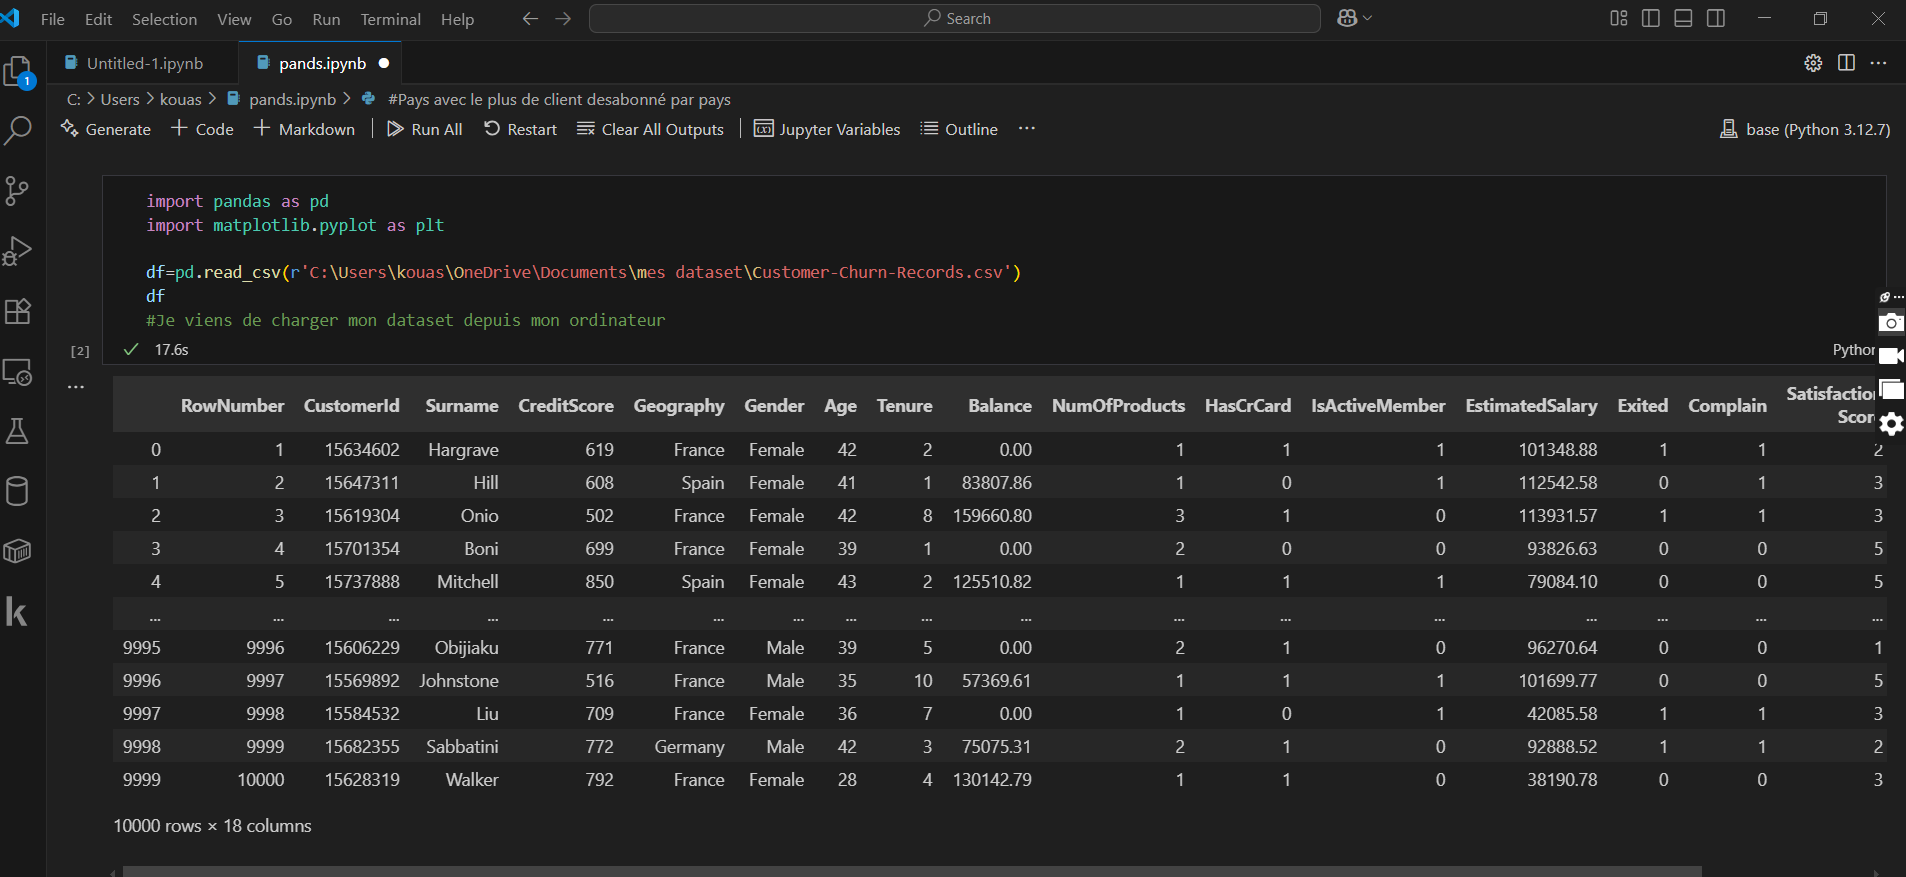 File Edit Selection View Go Run Terminal Help Search
Untitled-1.ipynb pands.ipynb
1
C: > Users > kouas > pands.ipynb > #Pays avec le plus de client desabonné par pays
Generate + Code + Markdown Run All Restart Clear All Outputs Jupyter Variables Outline ... base (Python 3.12.7)
import pandas as pd
import matplotlib.pyplot as plt
df=pd.read_csv(r'C:\Users\kouas\OneDrive\Documents\mes dataset\Customer-Churn-Records.csv')
df
#Je viens de charger mon dataset depuis mon ordinateur
[2] 17.6s Python
...
RowNumber CustomerId Surname CreditScore Geography Gender Age Tenure Balance NumOfProducts HasCrCard IsActiveMember EstimatedSalary Exited Complain Satisfaction Score
0 1 15634602 Hargrave 619 France Female 42 2 0.00 1 1 1 101348.88 1 1 2
1 2 15647311 Hill 608 Spain Female 41 1 83807.86 1 0 1 112542.58 0 1 3
2 3 15619304 Onio 502 France Female 42 8 159660.80 3 1 0 113931.57 1 1 3
3 4 15701354 Boni 699 France Female 39 1 0.00 2 0 0 93826.63 0 0 5
4 5 15737888 Mitchell 850 Spain Female 43 2 125510.82 1 1 1 79084.10 0 0 5
... ... ... ... ... ... ... ... ... ... ... ... ... ... ... ... ...
9995 9996 15606229 Obijiaku 771 France Male 39 5 0.00 2 1 0 96270.64 0 0 1
9996 9997 15569892 Johnstone 516 France Male 35 10 57369.61 1 1 1 101699.77 0 0 5
9997 9998 15584532 Liu 709 France Female 36 7 0.00 1 0 1 42085.58 1 1 3
9998 9999 15682355 Sabbatini 772 Germany Male 42 3 75075.31 2 1 0 92888.52 1 1 2
9999 10000 15628319 Walker 792 France Female 28 4 130142.79 1 1 0 38190.78 0 0 3
10000 rows × 18 columns